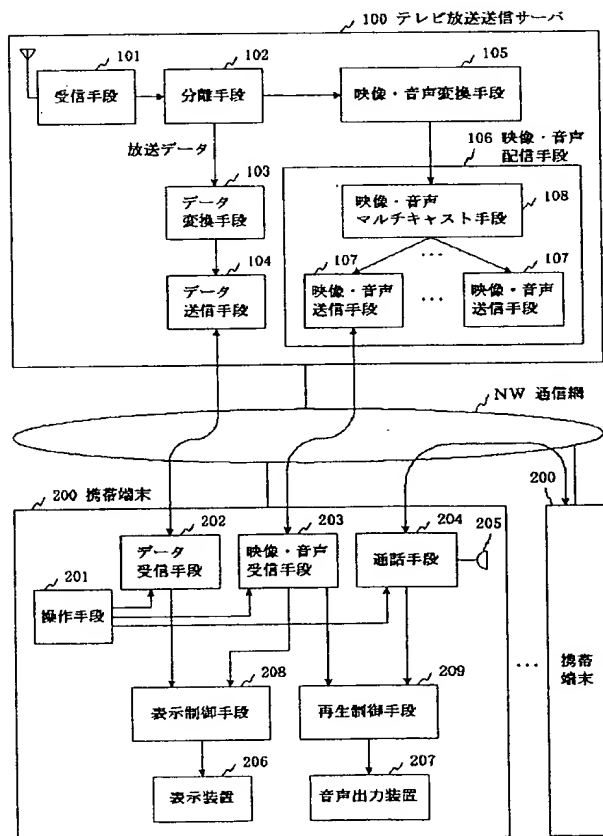 100 テレビ放送送信サーバ
101
102
105
受信手段
分離手段
映像・音声変換手段
放送データ
106 映像・音声
配信手段
103
データ
変換手段
映像・音声
マルチキャスト手段
108
…
104
データ
送信手段
107
映像・音声
送信手段
…
107
映像・音声
送信手段
NW 通信網
200 携帯端末
200
202
203
204
205
データ
受信手段
映像・音声
受信手段
通話手段
201
操作手段
208
209
表示制御手段
再生制御手段
…
携帯
端末
206
207
表示装置
音声出力装置